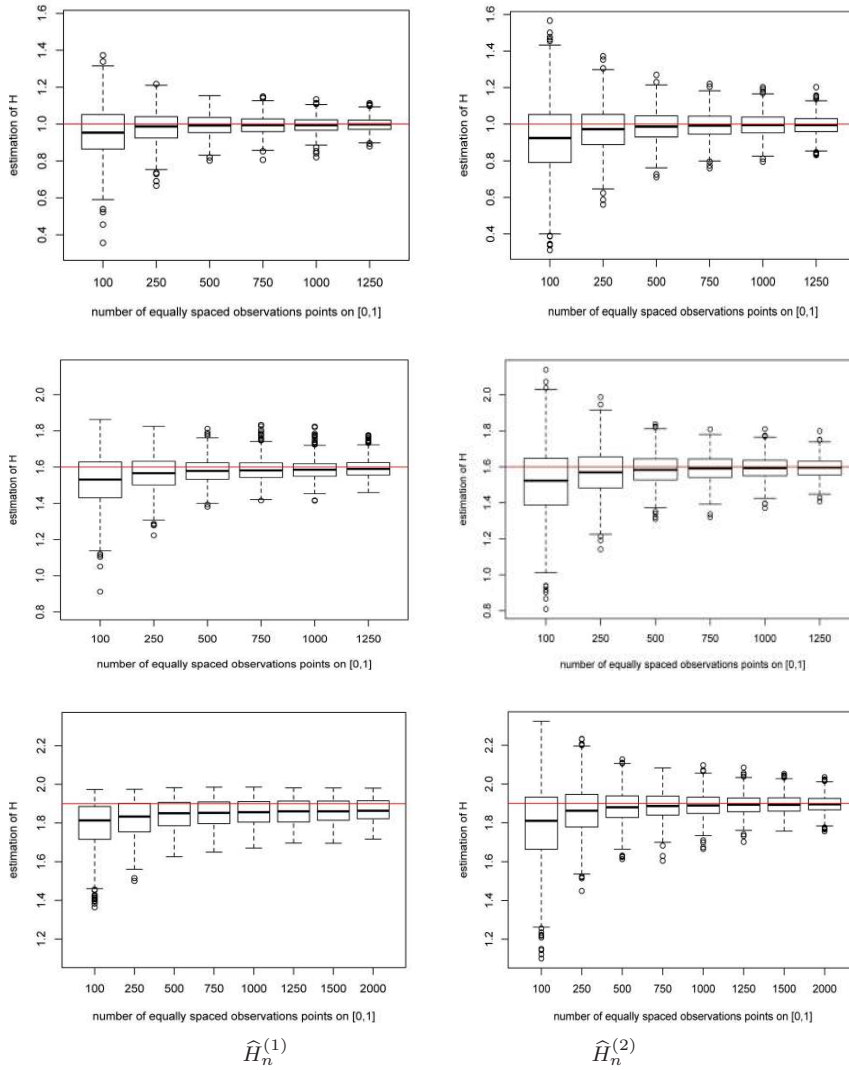 estimation of H
1.6
1.4
1.2
1.0
0.8
0.6
0.4
100 250 500 750 1000 1250
number of equally spaced observations points on [0,1]
estimation of H
1.6
1.4
1.2
1.0
0.8
0.6
0.4
100 250 500 750 1000 1250
number of equally spaced observations points on [0,1]
estimation of H
2.0
1.8
1.6
1.4
1.2
1.0
0.8
100 250 500 750 1000 1250
number of equally spaced observations points on [0,1]
estimation of H
2.0
1.8
1.6
1.4
1.2
1.0
0.8
100 250 500 750 1000 1250
number of equally spaced observations points on [0,1]
estimation of H
2.2
2.0
1.8
1.6
1.4
1.2
100 250 500 750 1000 1250 1500 2000
number of equally spaced observations points on [0,1]
estimation of H
2.2
2.0
1.8
1.6
1.4
1.2
100 250 500 750 1000 1250 1500 2000
number of equally spaced observations points on [0,1]
Ĥₙ⁽¹⁾ Ĥₙ⁽²⁾